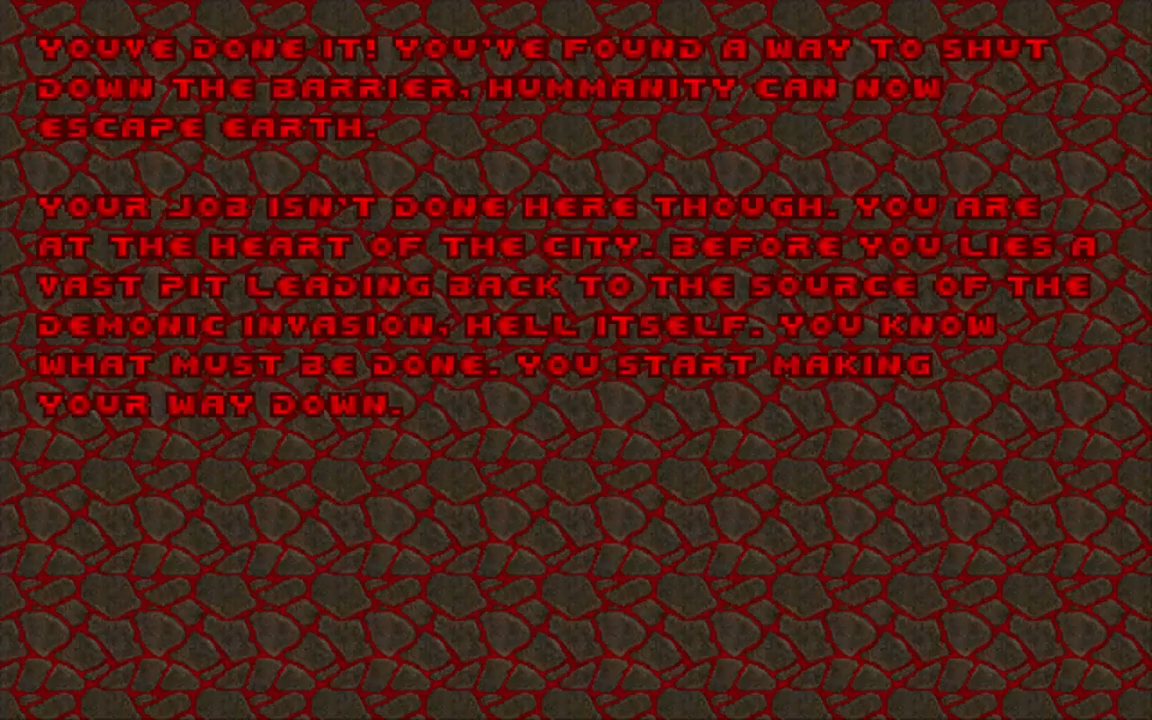 YOUVE DONE IT! YOU'VE FOUND A WAY TO SHUT
DOWN THE BARRIER, HUMMANITY CAN NOW
ESCAPE EARTH.
YOUR JOB ISN'T DONE HERE THOUGH. YOU ARE
AT THE HEART OF THE CITY. BEFORE YOU LIES A
VAST PIT LEADING BACK TO THE SOURCE OF THE
DEMONIC INVASION, HELL ITSELF. YOU KNOW
WHAT MUST BE DONE. YOU START MAKING
YOUR WAY DOWN.